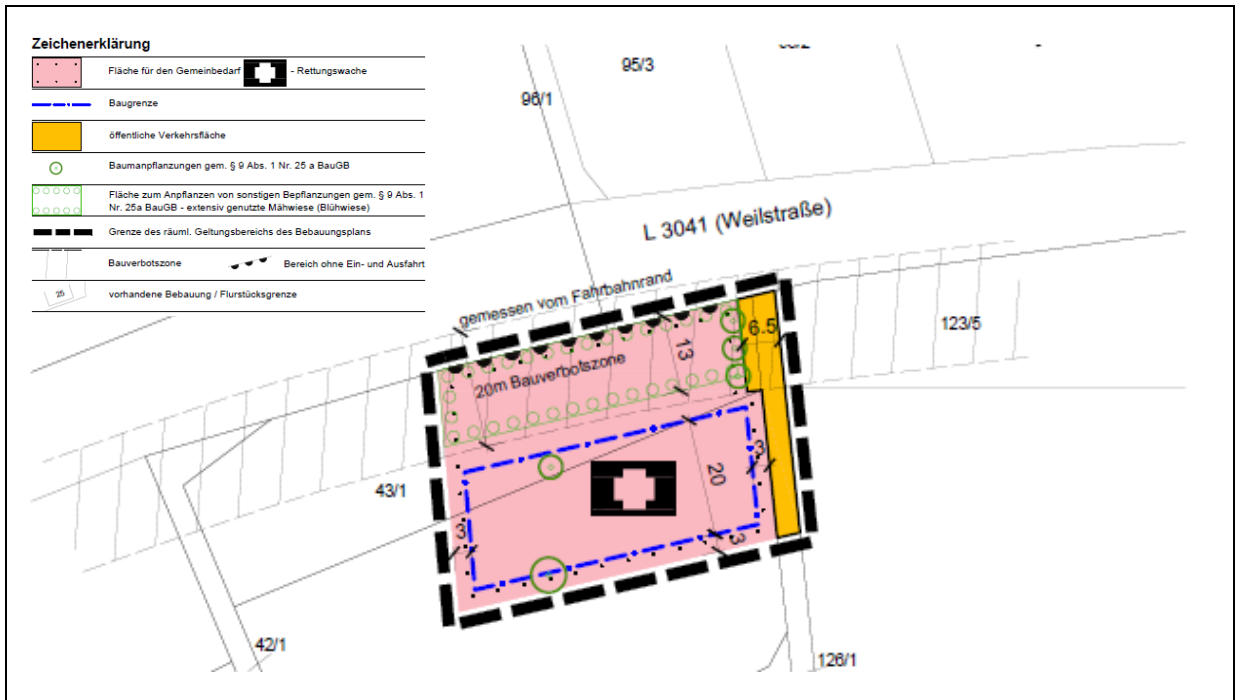 Zeichenerklärung
Fläche für den Gemeinbedarf - Rettungswache
Baugrenze
öffentliche Verkehrsfläche
Baumanpflanzungen gem. § 9 Abs. 1 Nr. 25 a BauGB
Fläche zum Anpflanzen von sonstigen Bepflanzungen gem. § 9 Abs. 1
Nr. 25a BauGB - extensiv genutzte Mähwiese (Blühwiese)
Grenze des räuml. Geltungsbereichs des Bebauungsplans
Bauverbotszone
Bereich ohne Ein- und Ausfahrt
25
vorhandene Bebauung / Flurstücksgrenze
95/3
96/1
L 3041 (Weilstraße)
gemessen vom Fahrbahnrand
6.5
123/5
13
20m Bauverbotszone
3
20
43/1
3
3
42/1
126/1